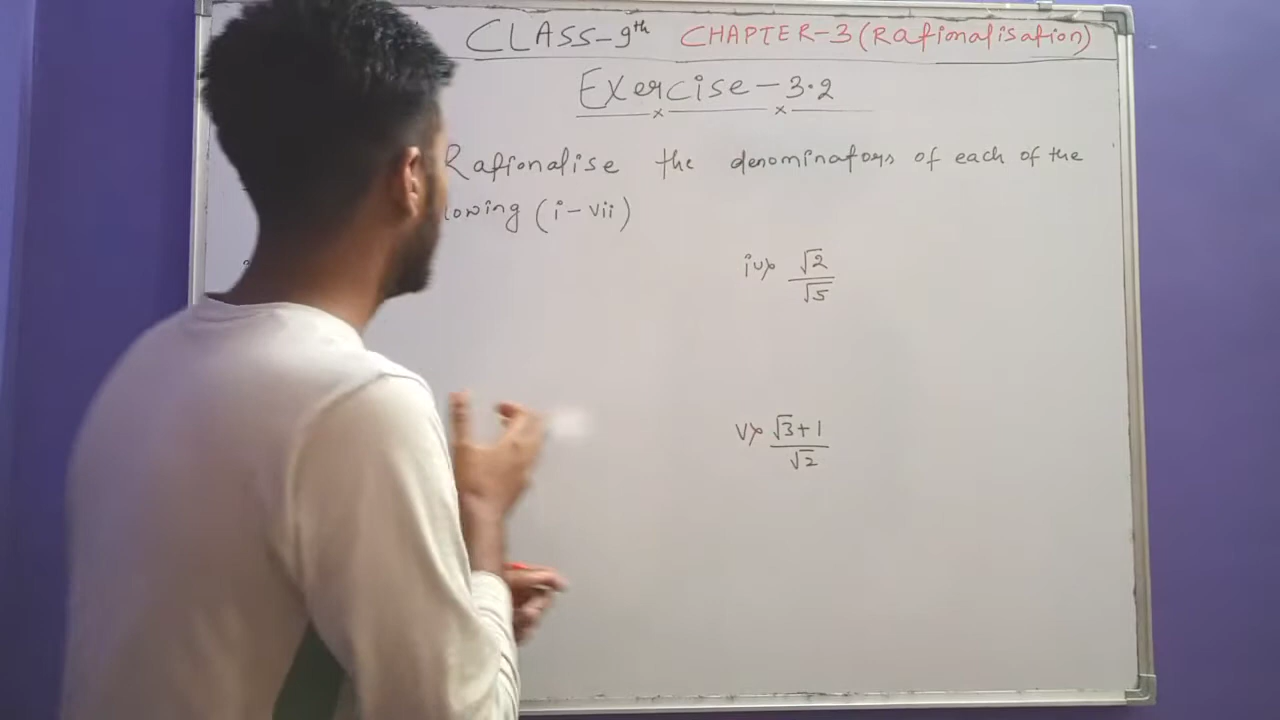 CLASS-9th CHAPTER-3 (Rationalisation)
Exercise - 3.2
Rationalise the denominators of each of the
lowing (i-vii)
iv) √2/√5
v) √3+1/√2